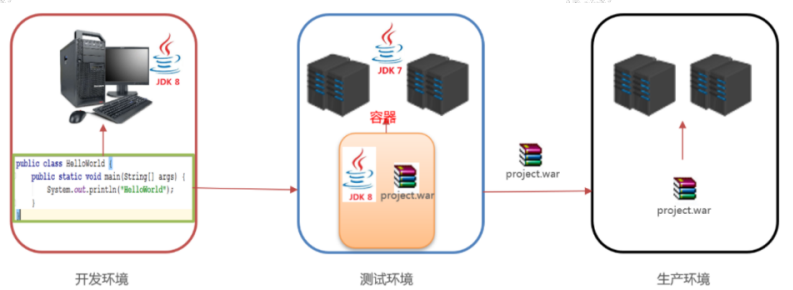 JDK 8
public class HelloWorld {
public static void main(String[] args) {
System.out.println("HelloWorld");
}
}
开发环境
JDK 7
容器
JDK 8
project.war
测试环境
project.war
project.war
生产环境